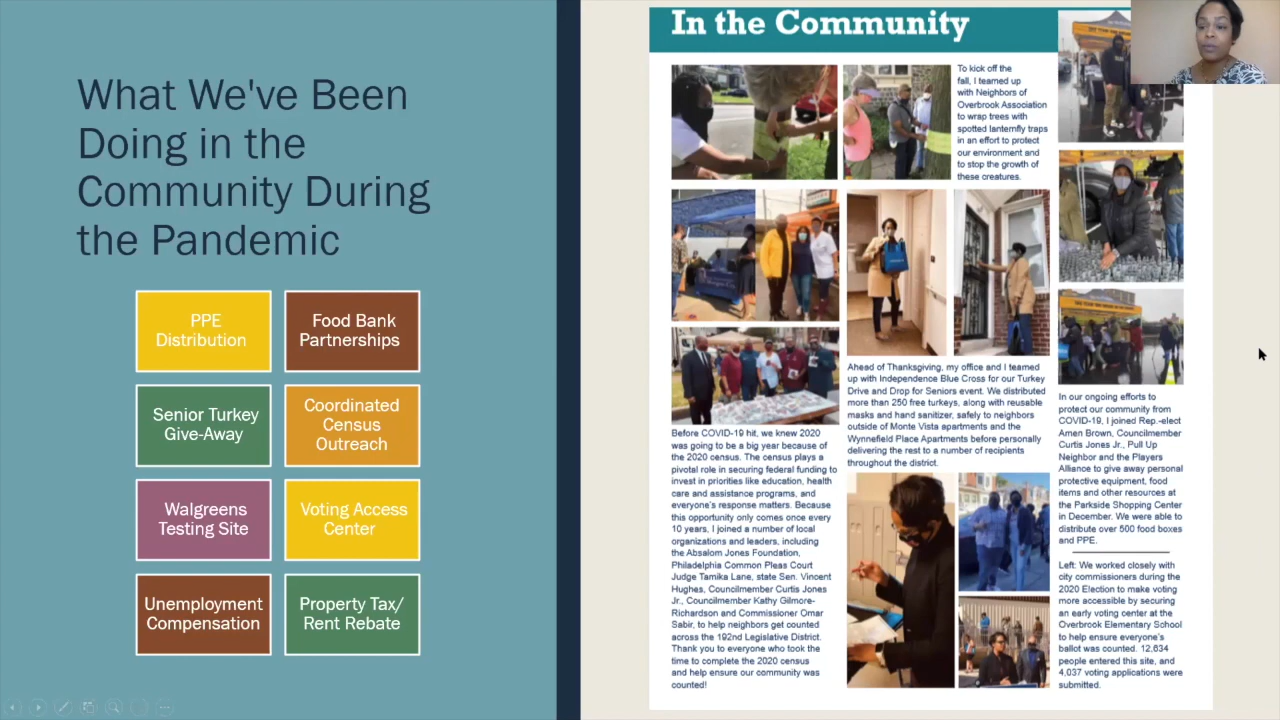 What We've Been
Doing in the
Community During
the Pandemic
PPE
Distribution
Food Bank
Partnerships
Senior Turkey
Give-Away
Coordinated
Census
Outreach
Walgreens
Testing Site
Voting Access
Center
Unemployment
Compensation
Property Tax/
Rent Rebate
In the Community
To kick off the
fall, I teamed up
with Neighbors of
Overbrook Association
to wrap trees with
spotted lanternfly traps
in an effort to protect
our environment and
to stop the growth of
these creatures.
Before COVID-19 hit, we knew 2020
was going to be a big year because of
the 2020 census. The census plays a
pivotal role in securing federal funding to
invest in priorities like education, health
care and assistance programs, and
everyone's response matters. Because
this opportunity only comes once every
10 years, I joined a number of local
organizations and leaders, including
the Absalom Jones Foundation,
Philadelphia Common Pleas Court
Judge Tamika Lane, state Sen. Vincent
Hughes, Councilmember Curtis Jones
Jr., Councilmember Kathy Gilmore-
Richardson and Commissioner Omar
Sabir, to help neighbors get counted
across the 192nd Legislative District.
Thank you to everyone who took the
time to complete the 2020 census
and help ensure our community was
counted!
Ahead of Thanksgiving, my office and I teamed
up with Independence Blue Cross for our Turkey
Drive and Drop for Seniors event. We distributed
more than 250 free turkeys, along with reusable
masks and hand sanitizer, safely to neighbors
outside of Monte Vista apartments and the
Wynnefield Place Apartments before personally
delivering the rest to a number of recipients
throughout the district.
In our ongoing efforts to
protect our community from
COVID-19, I joined Rep.-elect
Amen Brown, Councilmember
Curtis Jones Jr., Pull Up
Neighbor and the Players
Alliance to give away personal
protective equipment, food
items and other resources at
the Parkside Shopping Center
in December. We were able to
distribute over 500 food boxes
and PPE.
Left: We worked closely with
city commissioners during the
2020 Election to make voting
more accessible by securing
an early voting center at the
Overbrook Elementary School
to help ensure everyone's
ballot was counted. 12,634
people entered this site, and
4,037 voting applications were
submitted.